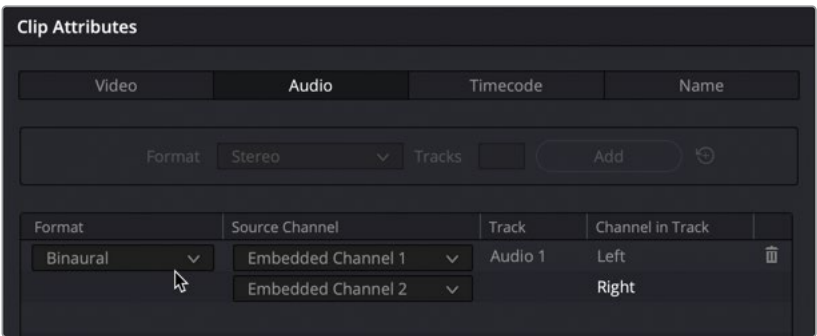 Clip Attributes
Video Audio Timecode Name
Format Stereo Tracks Add
Format Source Channel Track Channel in Track
Binaural Embedded Channel 1 Audio 1 Left
Embedded Channel 2 Right